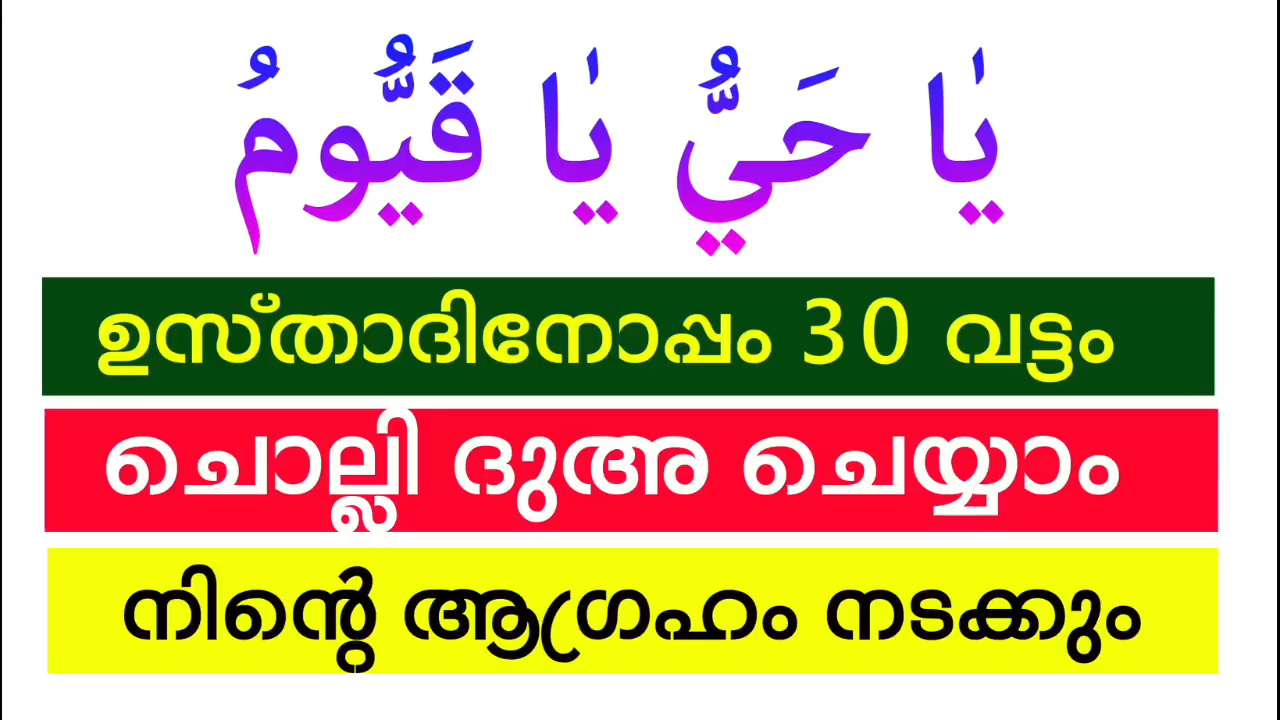 يٰا حَيُّ يٰا قَيُّومُ
ഉസ്താദിനോപ്പം 30 വട്ടം
ചൊല്ലി ദുഅ ചെയ്യാം
നിന്റെ ആഗ്രഹം നടക്കും